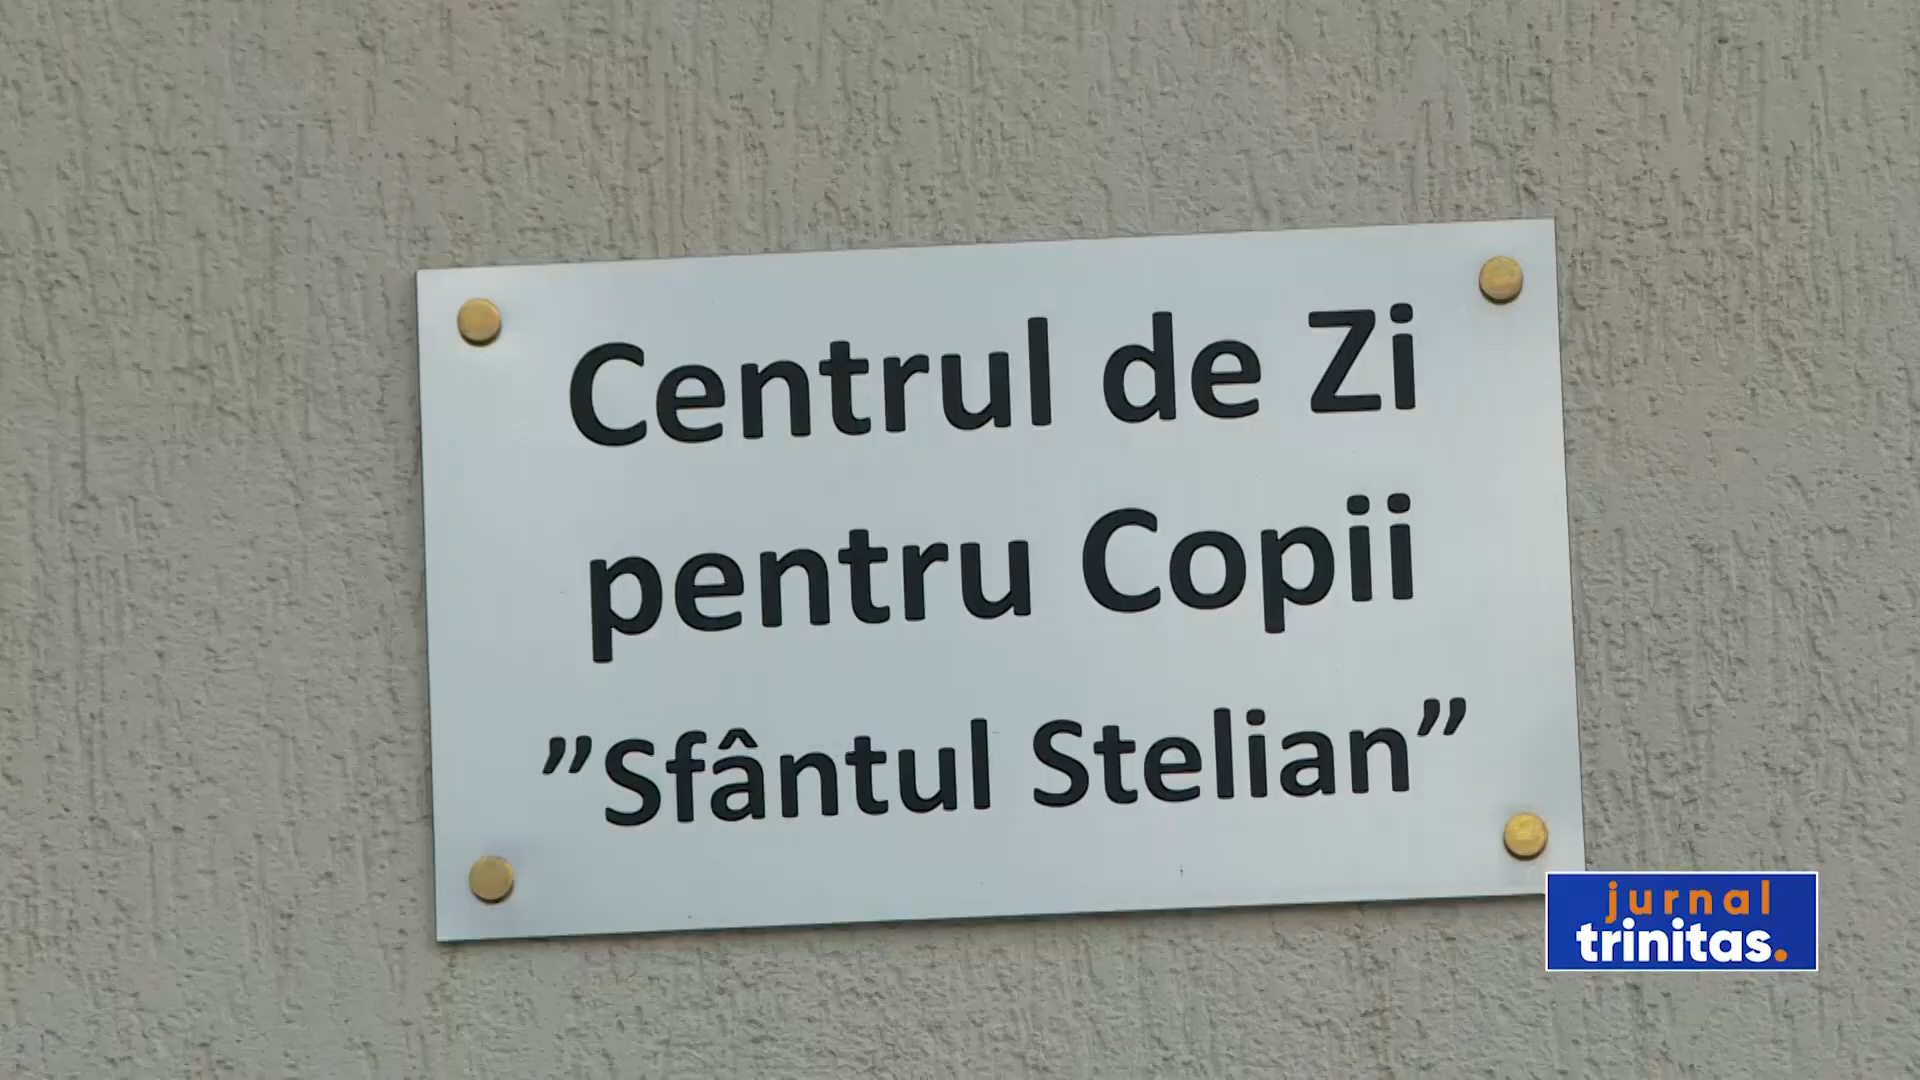 Centrul de Zi
pentru Copii
”Sfântul Stelian”
jurnal
trinitas.